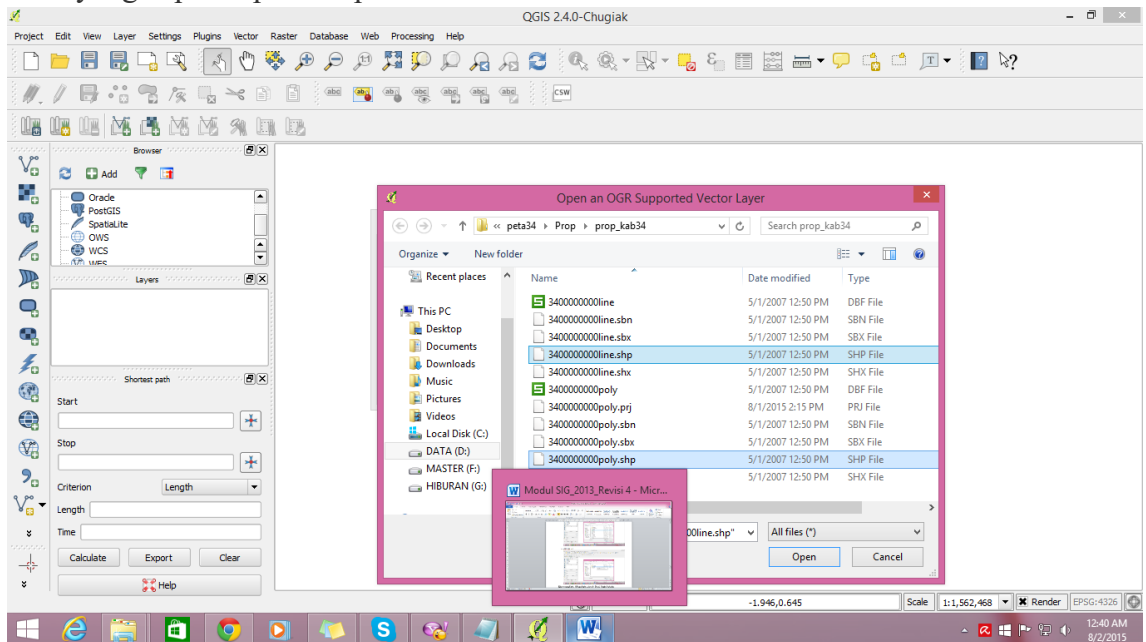 QGIS 2.4.0-Chugiak
Project Edit View Layer Settings Plugins Vector Raster Database Web Processing Help
abc abc abc abc abc abc abc CSW
Browser
Add
Oracle
PostGIS
SpatiaLite
OWS
WCS
WFS
Layers
Shortest path
Start
Stop
Criterion Length
Length
Time
Calculate Export Clear
Help
Open an OGR Supported Vector Layer
« peta34 Prop prop_kab34 Search prop_kab34
Organize New folder
Recent places
This PC
Desktop
Documents
Downloads
Music
Pictures
Videos
Local Disk (C:)
DATA (D:)
MASTER (F:)
HIBURAN (G:)
Name Date modified Type
3400000000line 5/1/2007 12:50 PM DBF File
3400000000line.sbn 5/1/2007 12:50 PM SBN File
3400000000line.sbx 5/1/2007 12:50 PM SBX File
3400000000line.shp 5/1/2007 12:50 PM SHP File
3400000000line.shx 5/1/2007 12:50 PM SHX File
3400000000poly 5/1/2007 12:50 PM DBF File
3400000000poly.prj 8/1/2015 2:15 PM PRJ File
3400000000poly.sbn 5/1/2007 12:50 PM SBN File
3400000000poly.sbx 5/1/2007 12:50 PM SBX File
3400000000poly.shp 5/1/2007 12:50 PM SHP File
5/1/2007 12:50 PM SHX File
00line.shp" All files (*)
Open Cancel
Modul SIG_2013_Revisi 4 - Micr...
-1.946,0.645 Scale 1:1,562,468 Render EPSG:4326
12:40 AM
8/2/2015